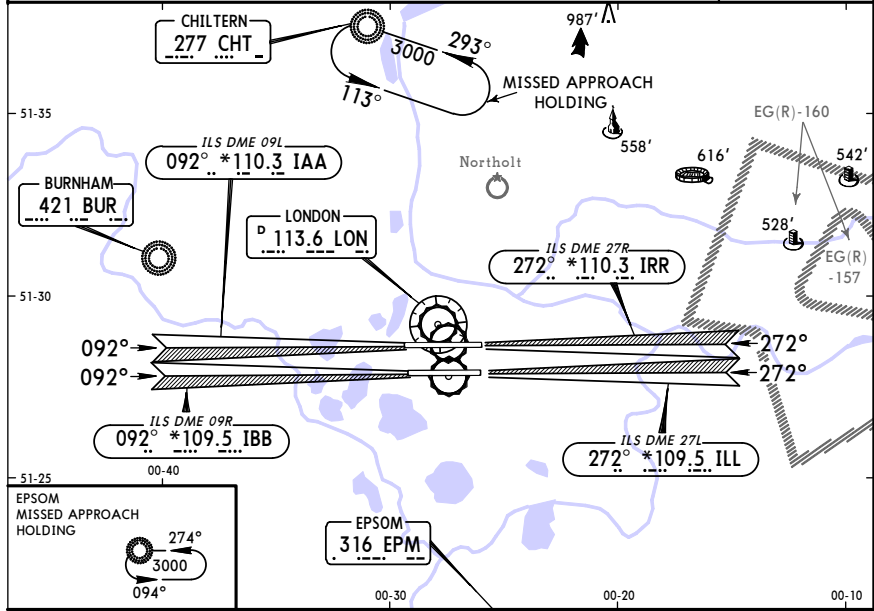 CHILTERN
277 CHT
987'
3000
293°
113°
MISSED APPROACH
HOLDING
51-35
EG(R)-160
558'
616'
542'
ILS DME 09L
092° *110.3 IAA
Northolt
BURNHAM
421 BUR
LONDON
D 113.6 LON
528'
ILS DME 27R
272° *110.3 IRR
EG(R)
-157
51-30
092°
272°
092°
272°
ILS DME 09R
092° *109.5 IBB
ILS DME 27L
272° *109.5 ILL
51-25
00-40
EPSOM
MISSED APPROACH
HOLDING
274°
3000
094°
EPSOM
316 EPM
00-30
00-20
00-10